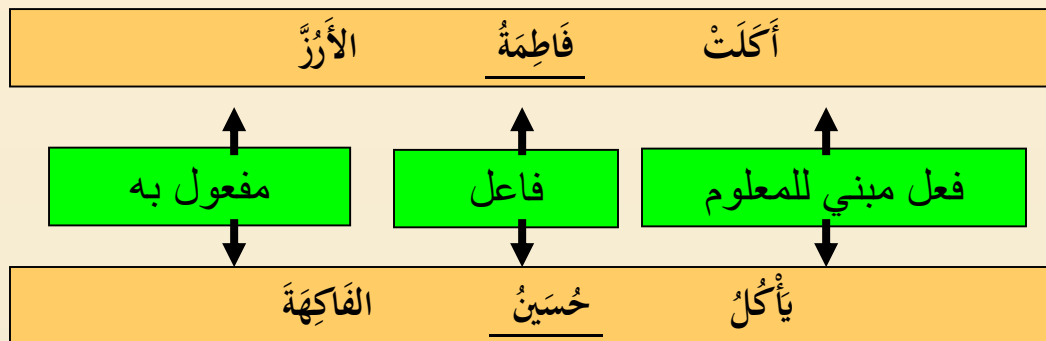 أَكَلَتْ فَاطِمَةُ الأَرُزَّ
فعل مبني للمعلوم فاعل مفعول به
يَأْكُلُ حُسَينُ الفَاكِهَةَ